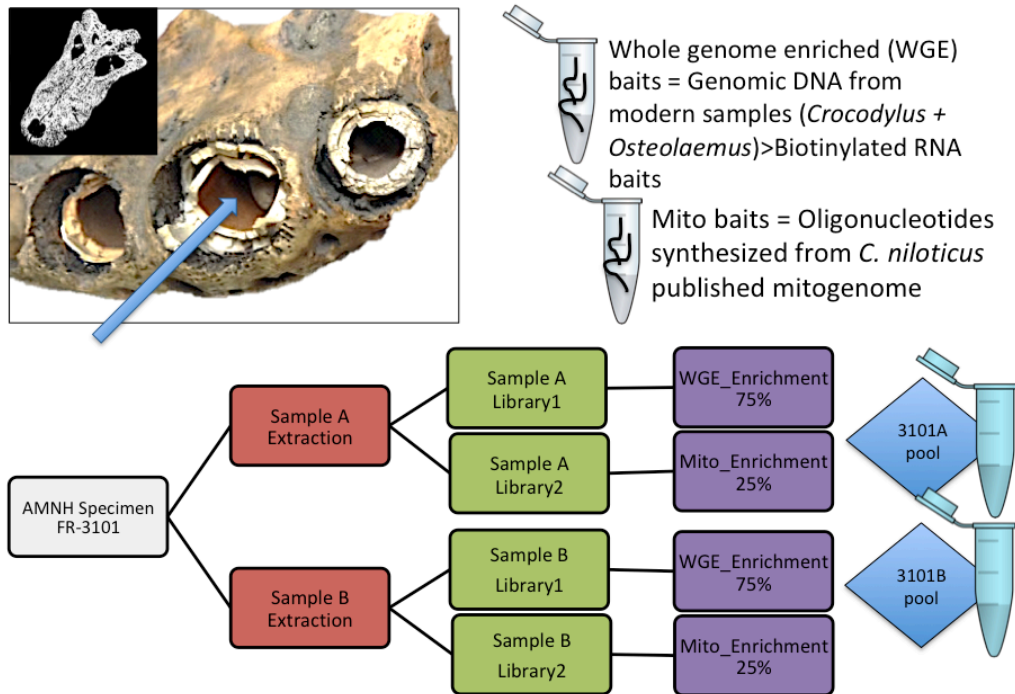 Whole genome enriched (WGE)
baits = Genomic DNA from
modern samples (Crocodylus +
Osteolaemus)>Biotinylated RNA
baits
Mito baits = Oligonucleotides
synthesized from C. niloticus
published mitogenome
AMNH Specimen
FR-3101
Sample A
Extraction
Sample B
Extraction
Sample A
Library1
Sample A
Library2
Sample B
Library1
Sample B
Library2
WGE_Enrichment
75%
Mito_Enrichment
25%
WGE_Enrichment
75%
Mito_Enrichment
25%
3101A
pool
3101B
pool